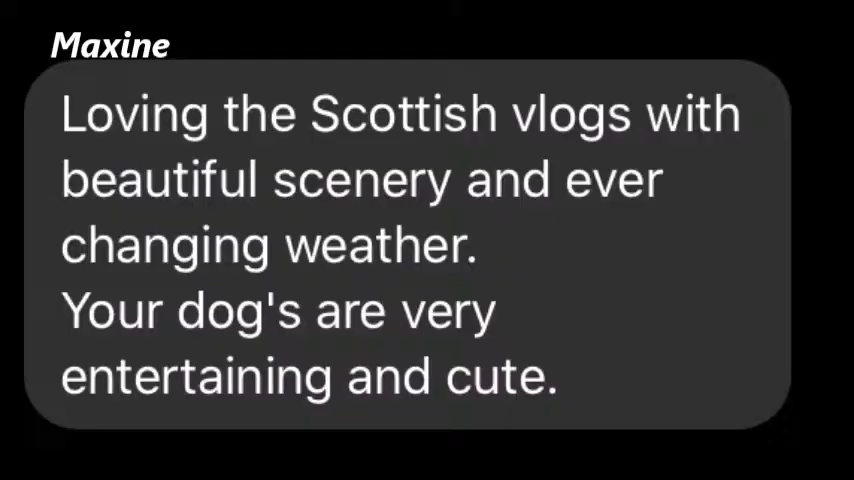 Maxine
Loving the Scottish vlogs with
beautiful scenery and ever
changing weather.
Your dog's are very
entertaining and cute.